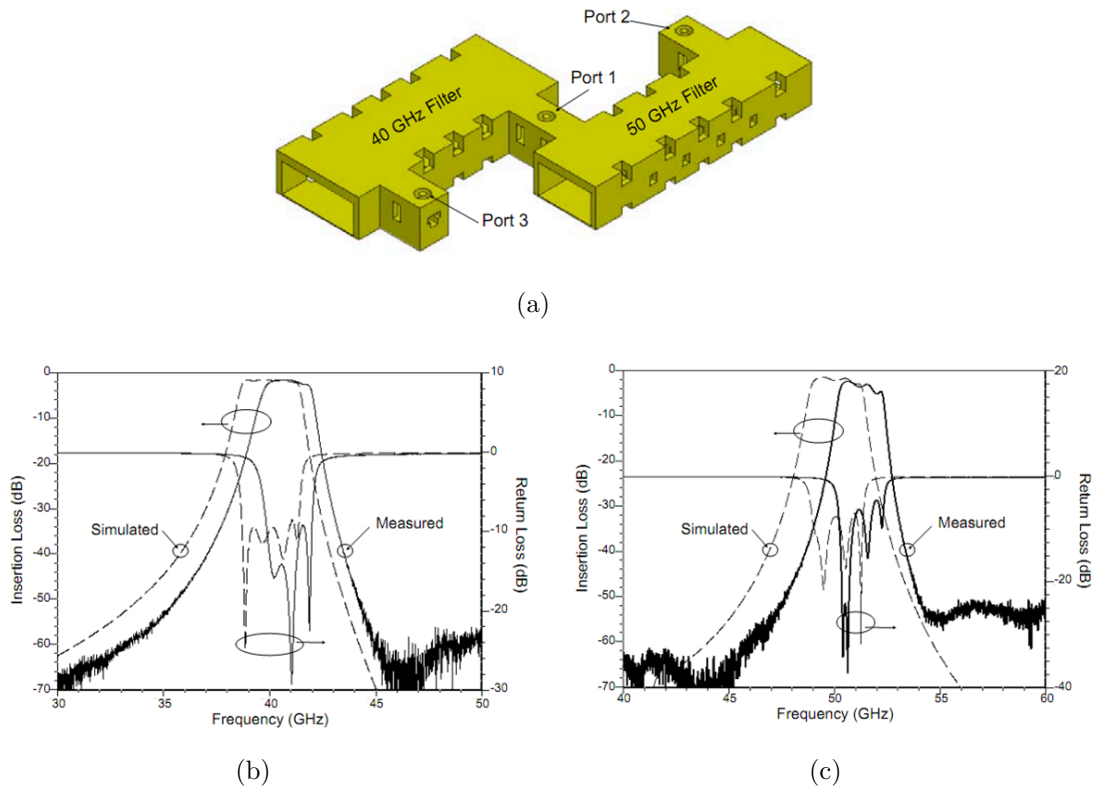 Port 2
Port 1
40 GHz Filter
50 GHz Filter
Port 3
(a)
0
-10
-20
-30
-40
-50
-60
-70
Insertion Loss (dB)
10
0
-10
-20
-30
Return Loss (dB)
Simulated
Measured
30
35
40
45
50
Frequency (GHz)
(b)
0
-10
-20
-30
-40
-50
-60
-70
Insertion Loss (dB)
20
0
-20
-40
Return Loss (dB)
Simulated
Measured
40
45
50
55
60
Frequency (GHz)
(c)